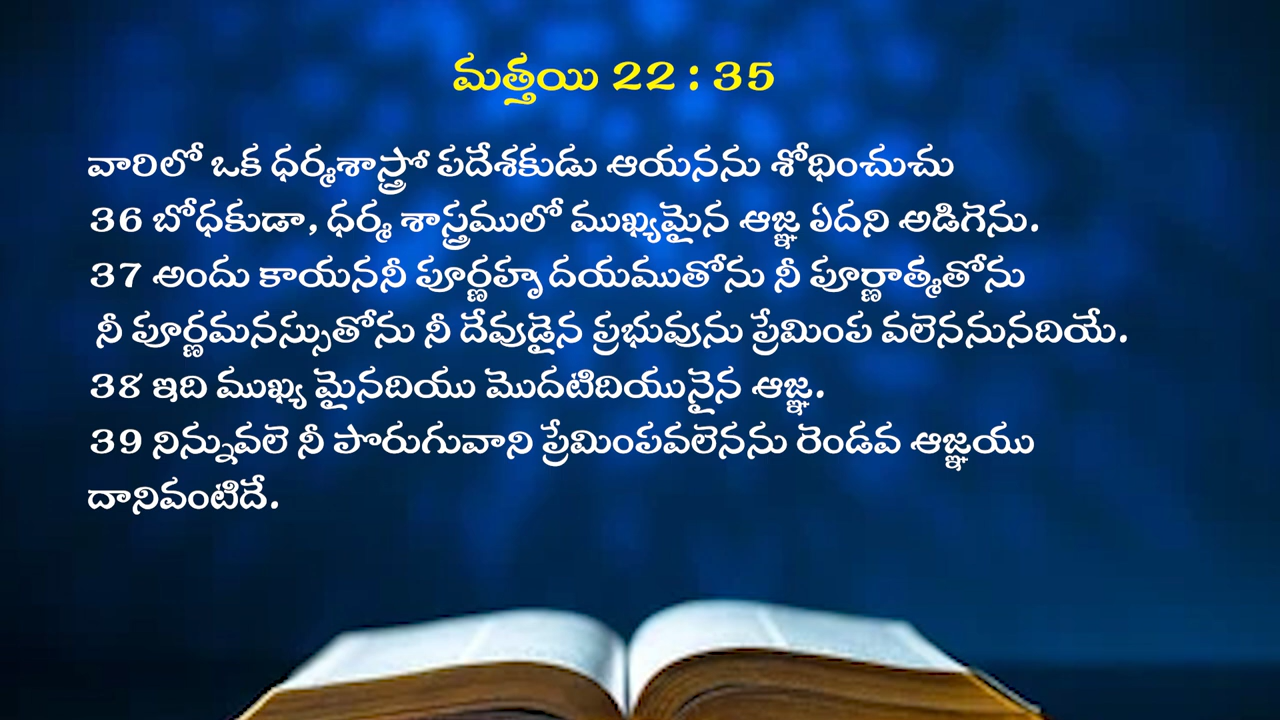 మత్తయి 22 : 35
వారిలో ఒక ధర్మశాస్త్రో పదేశకుడు ఆయనను శోధించుచు
36 బోధకుడా, ధర్మ శాస్త్రములో ముఖ్యమైన ఆజ్ఞ ఏదని అడిగెను.
37 అందు కాయననీ పూర్ణహృ దయముతోను నీ పూర్ణాత్మతోను
నీ పూర్ణమనస్సుతోను నీ దేవుడైన ప్రభువును ప్రేమింప వలెననునదియే.
38 ఇది ముఖ్య మైనదియు మొదటిదియునైన ఆజ్ఞ.
39 నిన్నువలె నీ పొరుగువాని ప్రేమింపవలెనను రెండవ ఆజ్ఞయు
దానివంటిదే.